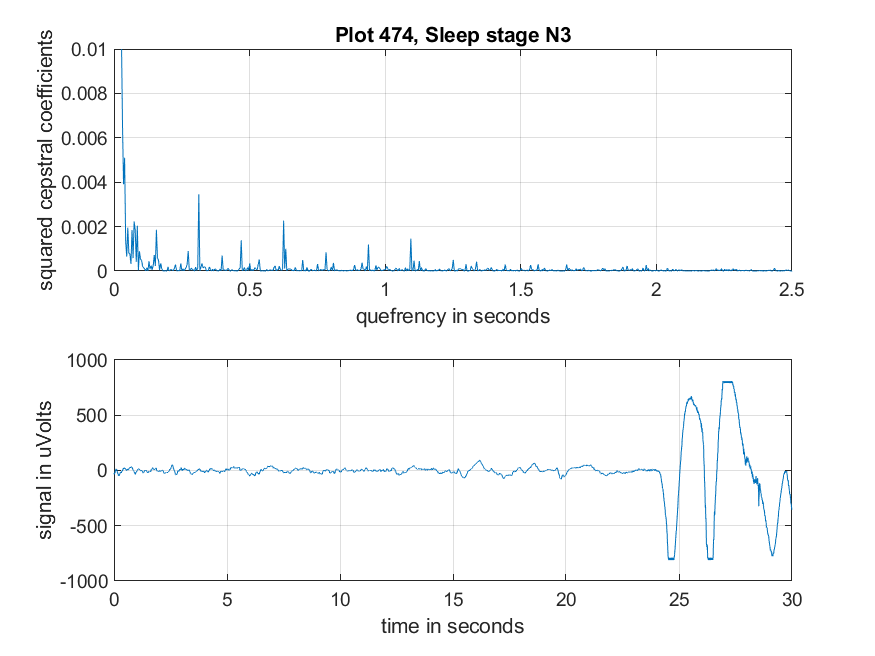 Plot 474, Sleep stage N3
squared cepstral coefficients
0.01
0.008
0.006
0.004
0.002
0
0 0.5 1 1.5 2 2.5
quefrency in seconds
signal in uVolts
1000
500
0
-500
-1000
0 5 10 15 20 25 30
time in seconds